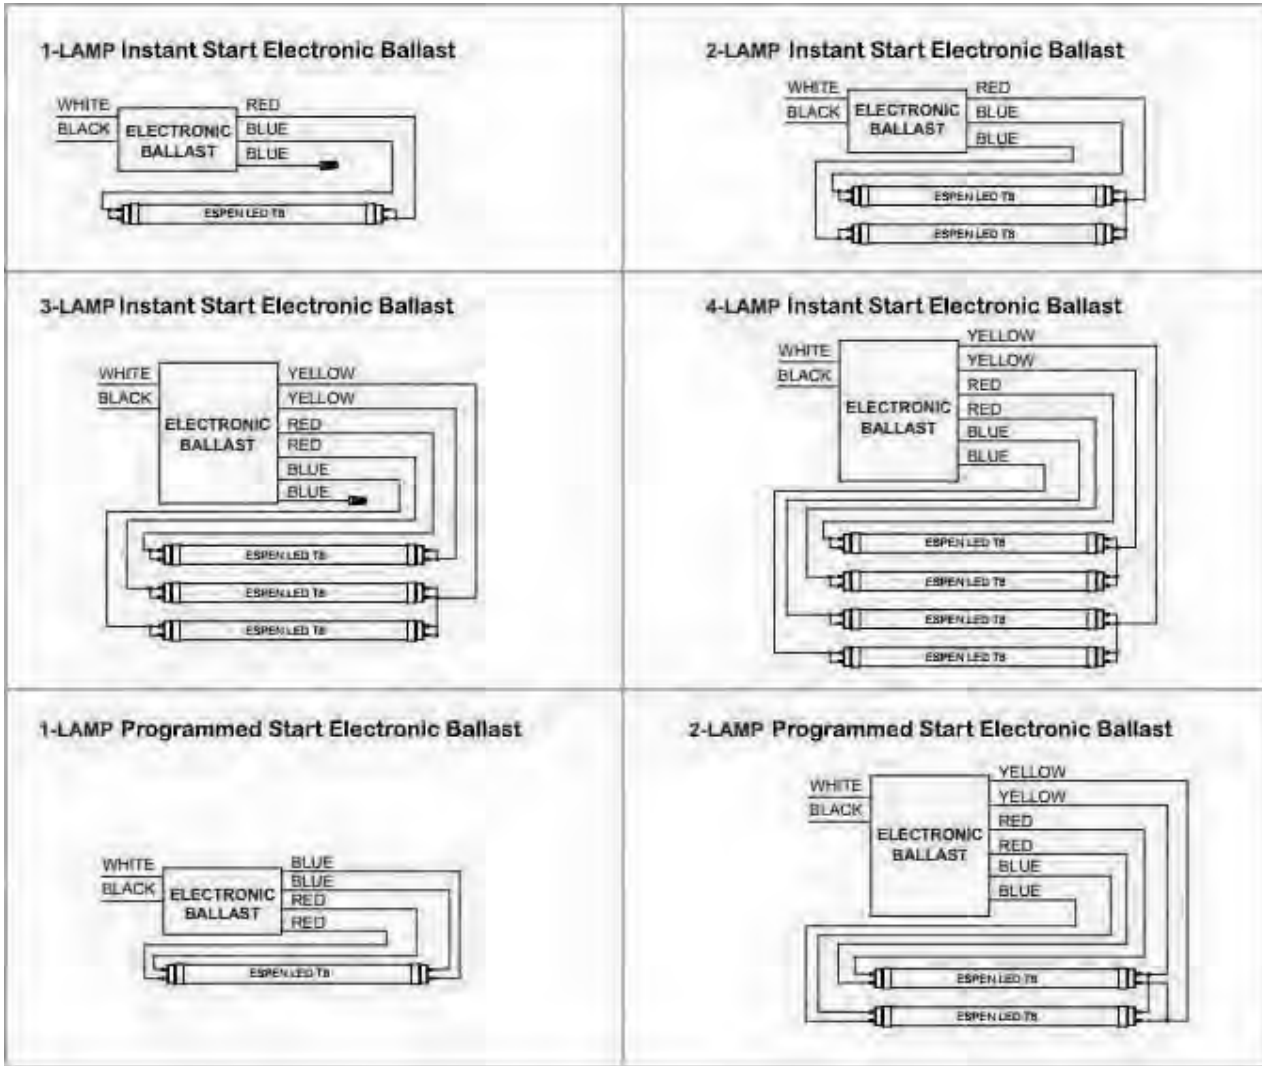 1-LAMP Instant Start Electronic Ballast
WHITE
BLACK
ELECTRONIC
BALLAST
RED
BLUE
BLUE
ESPEN LED T8
2-LAMP Instant Start Electronic Ballast
WHITE
BLACK
ELECTRONIC
BALLAST
RED
BLUE
BLUE
ESPEN LED T8
ESPEN LED T8
3-LAMP Instant Start Electronic Ballast
WHITE
BLACK
ELECTRONIC
BALLAST
YELLOW
YELLOW
RED
RED
BLUE
BLUE
ESPEN LED T8
ESPEN LED T8
ESPEN LED T8
4-LAMP Instant Start Electronic Ballast
WHITE
BLACK
ELECTRONIC
BALLAST
YELLOW
YELLOW
RED
RED
BLUE
BLUE
ESPEN LED T8
ESPEN LED T8
ESPEN LED T8
ESPEN LED T8
1-LAMP Programmed Start Electronic Ballast
WHITE
BLACK
ELECTRONIC
BALLAST
BLUE
BLUE
RED
RED
ESPEN LED T8
2-LAMP Programmed Start Electronic Ballast
WHITE
BLACK
ELECTRONIC
BALLAST
YELLOW
YELLOW
RED
RED
BLUE
BLUE
ESPEN LED T8
ESPEN LED T8